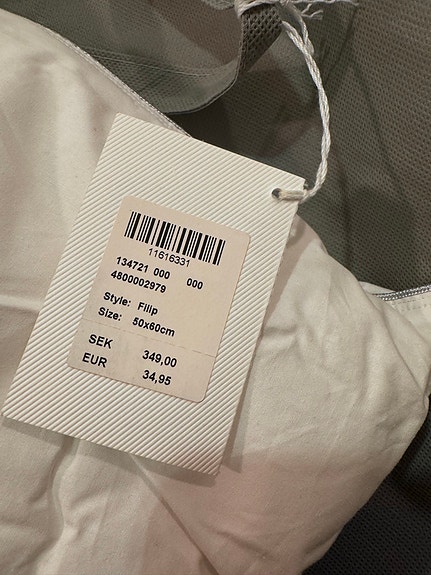 11616331
134721 000 000
4800002979
Style: Filip
Size: 50x60cm
SEK 349,00
EUR 34,95